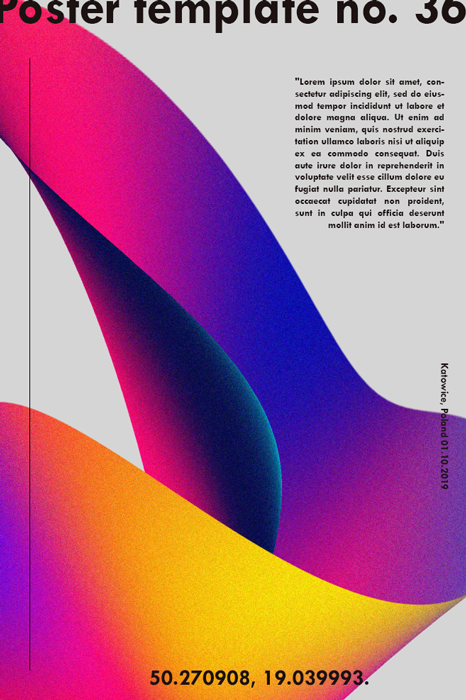 Poster template no. 36
"Lorem ipsum dolor sit amet, con-
sectetur adipiscing elit, sed do eius-
mod tempor incididunt ut labore et
dolore magna aliqua. Ut enim ad
minim veniam, quis nostrud exerci-
tation ullamco laboris nisi ut aliquip
ex ea commodo consequat. Duis
aute irure dolor in reprehenderit in
voluptate velit esse cillum dolore eu
fugiat nulla pariatur. Excepteur sint
occaecat cupidatat non proident,
sunt in culpa qui officia deserunt
mollit anim id est laborum."
Katowice, Poland 01.10.2019
50.270908, 19.039993.